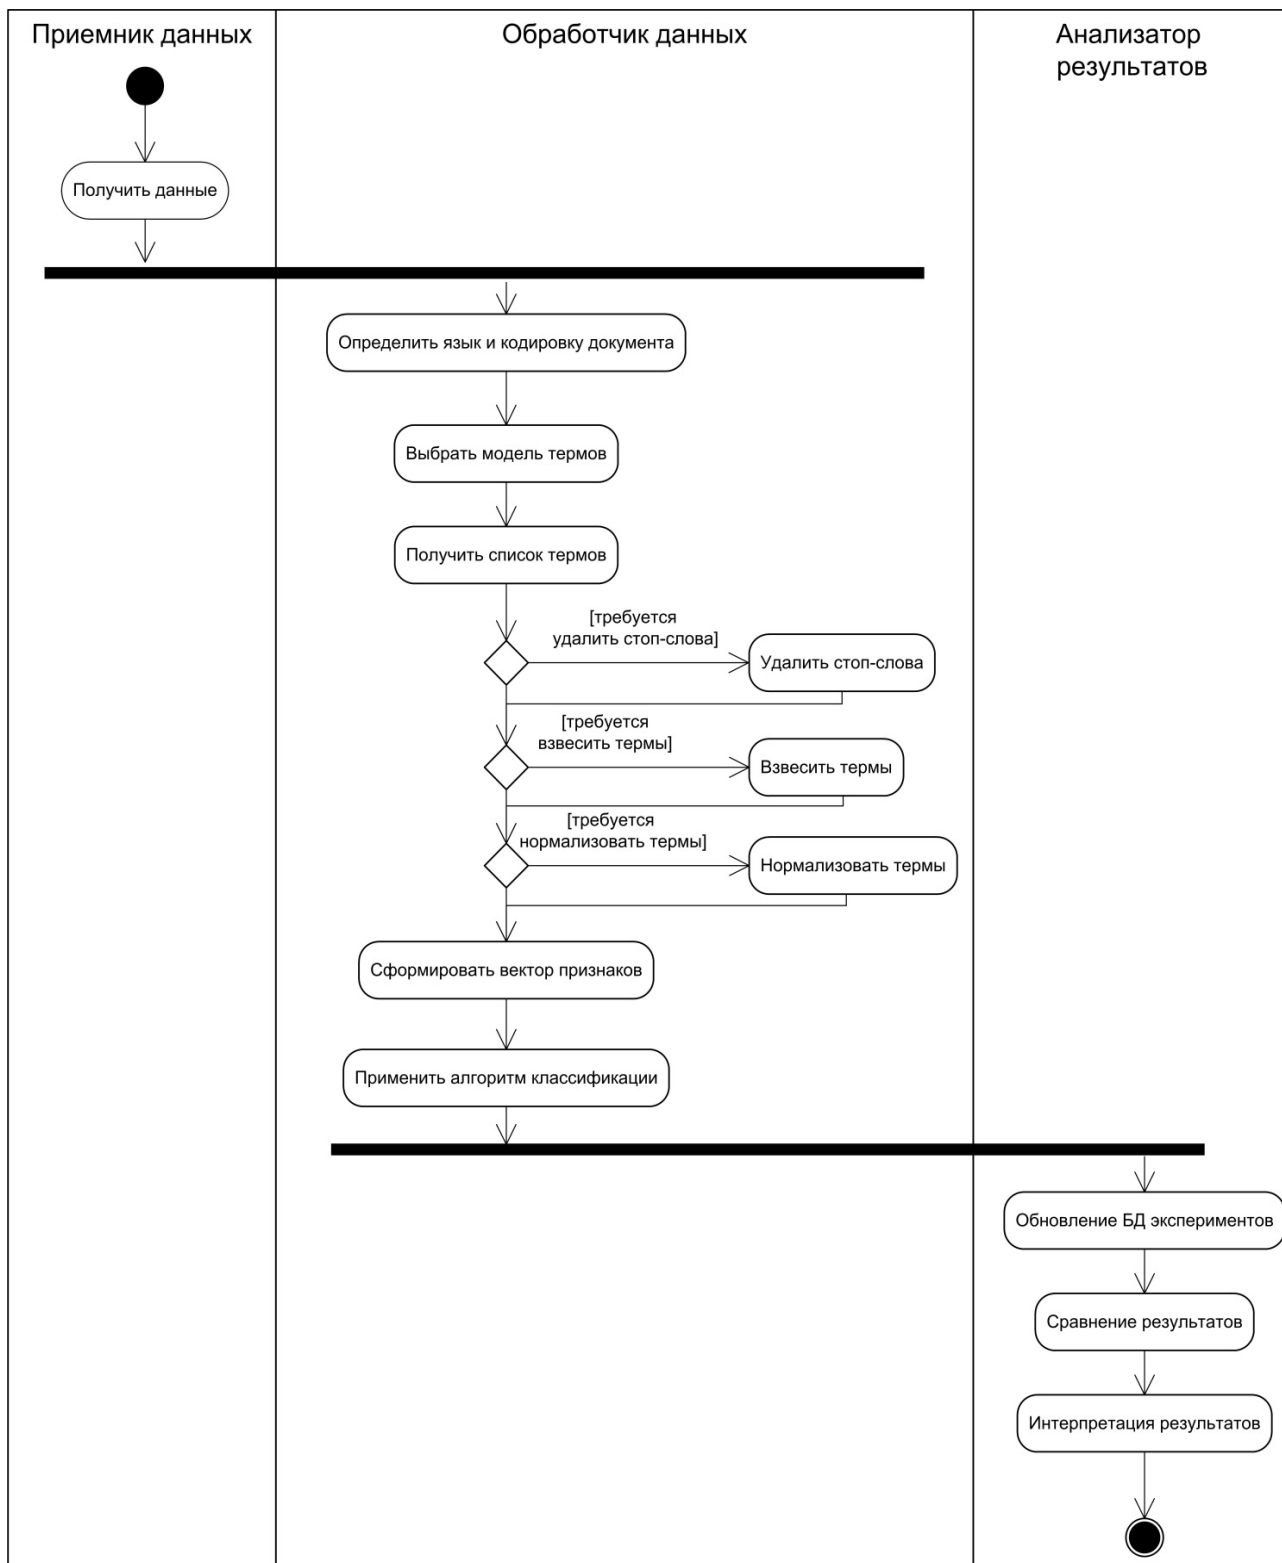 Приемник данных
Обработчик данных
Анализатор
результатов
Получить данные
Определить язык и кодировку документа
Выбрать модель термов
Получить список термов
[требуется
удалить стоп-слова]
Удалить стоп-слова
[требуется
взвесить термы]
Взвесить термы
[требуется
нормализовать термы]
Нормализовать термы
Сформировать вектор признаков
Применить алгоритм классификации
Обновление БД экспериментов
Сравнение результатов
Интерпретация результатов